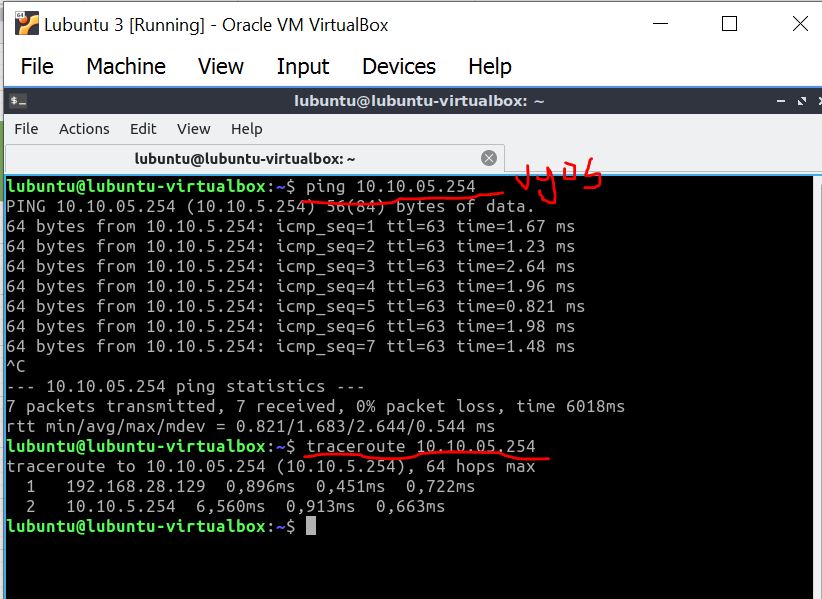 Lubuntu 3 [Running] - Oracle VM VirtualBox
File Machine View Input Devices Help
lubuntu@lubuntu-virtualbox: ~
File Actions Edit View Help
lubuntu@lubuntu-virtualbox: ~
lubuntu@lubuntu-virtualbox:~$ ping 10.10.05.254 vyos
PING 10.10.05.254 (10.10.5.254) 56(84) bytes of data.
64 bytes from 10.10.5.254: icmp_seq=1 ttl=63 time=1.67 ms
64 bytes from 10.10.5.254: icmp_seq=2 ttl=63 time=1.23 ms
64 bytes from 10.10.5.254: icmp_seq=3 ttl=63 time=2.64 ms
64 bytes from 10.10.5.254: icmp_seq=4 ttl=63 time=1.96 ms
64 bytes from 10.10.5.254: icmp_seq=5 ttl=63 time=0.821 ms
64 bytes from 10.10.5.254: icmp_seq=6 ttl=63 time=1.98 ms
64 bytes from 10.10.5.254: icmp_seq=7 ttl=63 time=1.48 ms
^C
--- 10.10.05.254 ping statistics ---
7 packets transmitted, 7 received, 0% packet loss, time 6018ms
rtt min/avg/max/mdev = 0.821/1.683/2.644/0.544 ms
lubuntu@lubuntu-virtualbox:~$ traceroute 10.10.05.254
traceroute to 10.10.05.254 (10.10.5.254), 64 hops max
1 192.168.28.129 0,896ms 0,451ms 0,722ms
2 10.10.5.254 6,560ms 0,913ms 0,663ms
lubuntu@lubuntu-virtualbox:~$